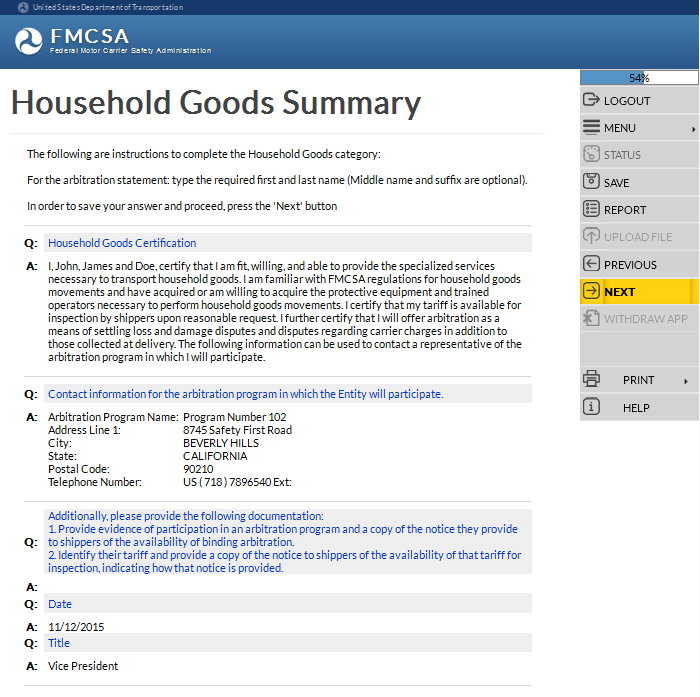 United States Department of Transportation
FMCSA
Federal Motor Carrier Safety Administration
54%
Household Goods Summary
LOGOUT
MENU
STATUS
SAVE
REPORT
UPLOAD FILE
PREVIOUS
NEXT
WITHDRAW APP
PRINT
HELP
The following are instructions to complete the Household Goods category:
For the arbitration statement: type the required first and last name (Middle name and suffix are optional).
In order to save your answer and proceed, press the 'Next' button
Q: Household Goods Certification
A: I, John, James and Doe, certify that I am fit, willing, and able to provide the specialized services
necessary to transport household goods. I am familiar with FMCSA regulations for household goods
movements and have acquired or am willing to acquire the protective equipment and trained
operators necessary to perform household goods movements. I certify that my tariff is available for
inspection by shippers upon reasonable request. I further certify that I will offer arbitration as a
means of settling loss and damage disputes and disputes regarding carrier charges in addition to
those collected at delivery. The following information can be used to contact a representative of the
arbitration program in which I will participate.
Q: Contact information for the arbitration program in which the Entity will participate.
A: Arbitration Program Name: Program Number 102
Address Line 1: 8745 Safety First Road
City: BEVERLY HILLS
State: CALIFORNIA
Postal Code: 90210
Telephone Number: US ( 718 ) 7896540 Ext:
Additionally, please provide the following documentation:
1. Provide evidence of participation in an arbitration program and a copy of the notice they provide
Q: to shippers of the availability of binding arbitration.
2. Identify their tariff and provide a copy of the notice to shippers of the availability of that tariff for
inspection, indicating how that notice is provided.
A:
Q: Date
A: 11/12/2015
Q: Title
A: Vice President